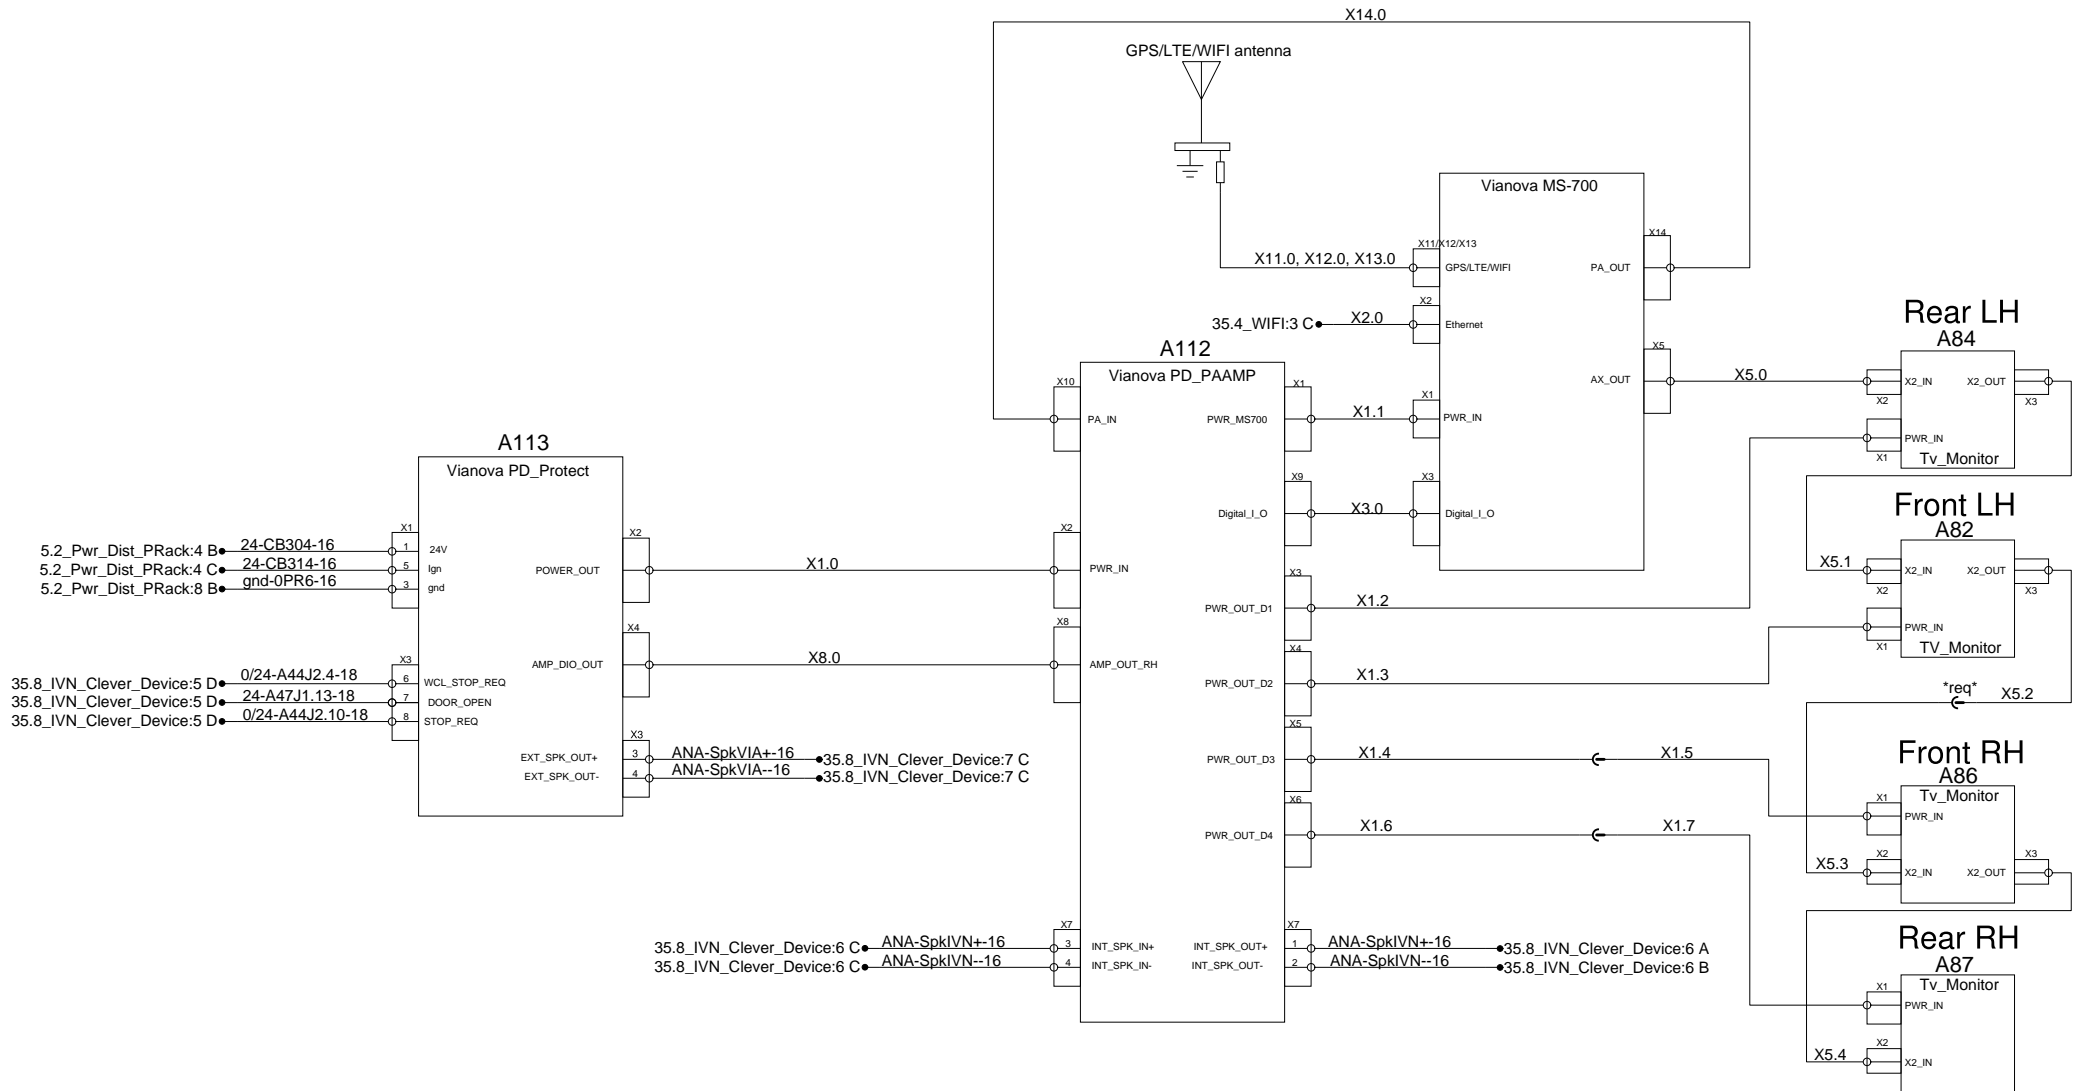 X14.0
GPS/LTE/WIFI antenna
Vianova MS-700
X11/X12/X13
X11.0, X12.0, X13.0
GPS/LTE/WIFI
X14
PA_OUT
35.4_WIFI:3 C
X2.0
X2
Ethernet
X5
AX_OUT
X5.0
X1
PWR_IN
X3
Digital_I_O
Rear LH
A84
X2_IN
X2_OUT
X2
X3
PWR_IN
X1
Tv_Monitor
A112
Vianova PD_PAAMP
X10
PA_IN
X1
PWR_MS700
X1.1
X9
Digital_I_O
X3.0
X2
PWR_IN
X3
PWR_OUT_D1
X1.2
X8
AMP_OUT_RH
X4
PWR_OUT_D2
X1.3
X5
PWR_OUT_D3
X1.4
X1.5
X6
PWR_OUT_D4
X1.6
X1.7
A113
Vianova PD_Protect
X1
5.2_Pwr_Dist_PRack:4 B
24-CB304-16
1
24V
5.2_Pwr_Dist_PRack:4 C
24-CB314-16
5
Ign
5.2_Pwr_Dist_PRack:8 B
gnd-0PR6-16
3
gnd
X2
POWER_OUT
X1.0
X4
AMP_DIO_OUT
X8.0
X3
35.8_IVN_Clever_Device:5 D
0/24-A44J2.4-18
6
WCL_STOP_REQ
35.8_IVN_Clever_Device:5 D
24-A47J1.13-18
7
DOOR_OPEN
35.8_IVN_Clever_Device:5 D
0/24-A44J2.10-18
8
STOP_REQ
X3
EXT_SPK_OUT+
3
ANA-SpkVIA+-16
35.8_IVN_Clever_Device:7 C
EXT_SPK_OUT-
4
ANA-SpkVIA--16
35.8_IVN_Clever_Device:7 C
Front LH
A82
X5.1
X2_IN
X2_OUT
X2
X3
PWR_IN
X1
TV_Monitor
*req*
X5.2
Front RH
A86
Tv_Monitor
X1
PWR_IN
X5.3
X2
X2_IN
X2_OUT
X3
X7
35.8_IVN_Clever_Device:6 C
ANA-SpkIVN+-16
3
INT_SPK_IN+
35.8_IVN_Clever_Device:6 C
ANA-SpkIVN--16
4
INT_SPK_IN-
X7
INT_SPK_OUT+
1
ANA-SpkIVN+-16
35.8_IVN_Clever_Device:6 A
INT_SPK_OUT-
2
ANA-SpkIVN--16
35.8_IVN_Clever_Device:6 B
Rear RH
A87
Tv_Monitor
X1
PWR_IN
X5.4
X2
X2_IN